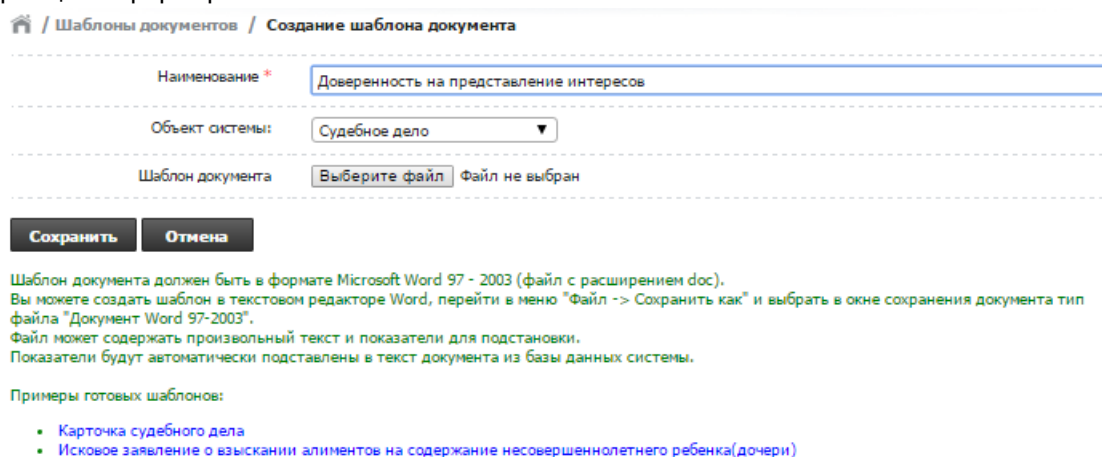 / Шаблоны документов / Создание шаблона документа
Наименование * Доверенность на представление интересов
Объект системы: Судебное дело
Шаблон документа Выберите файл Файл не выбран
Сохранить Отмена
Шаблон документа должен быть в формате Microsoft Word 97 - 2003 (файл с расширением doc).
Вы можете создать шаблон в текстовом редакторе Word, перейти в меню "Файл -> Сохранить как" и выбрать в окне сохранения документа тип
файла "Документ Word 97-2003".
Файл может содержать произвольный текст и показатели для подстановки.
Показатели будут автоматически подставлены в текст документа из базы данных системы.
Примеры готовых шаблонов:
Карточка судебного дела
Исковое заявление о взыскании алиментов на содержание несовершеннолетнего ребенка(дочери)